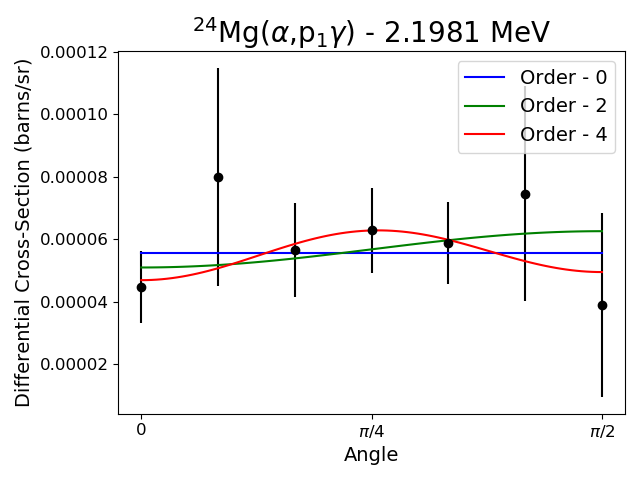 ²⁴Mg(α,p₁γ) - 2.1981 MeV
Differential Cross-Section (barns/sr)
0.00012
0.00010
0.00008
0.00006
0.00004
0.00002
Order - 0
Order - 2
Order - 4
0
π/4
π/2
Angle